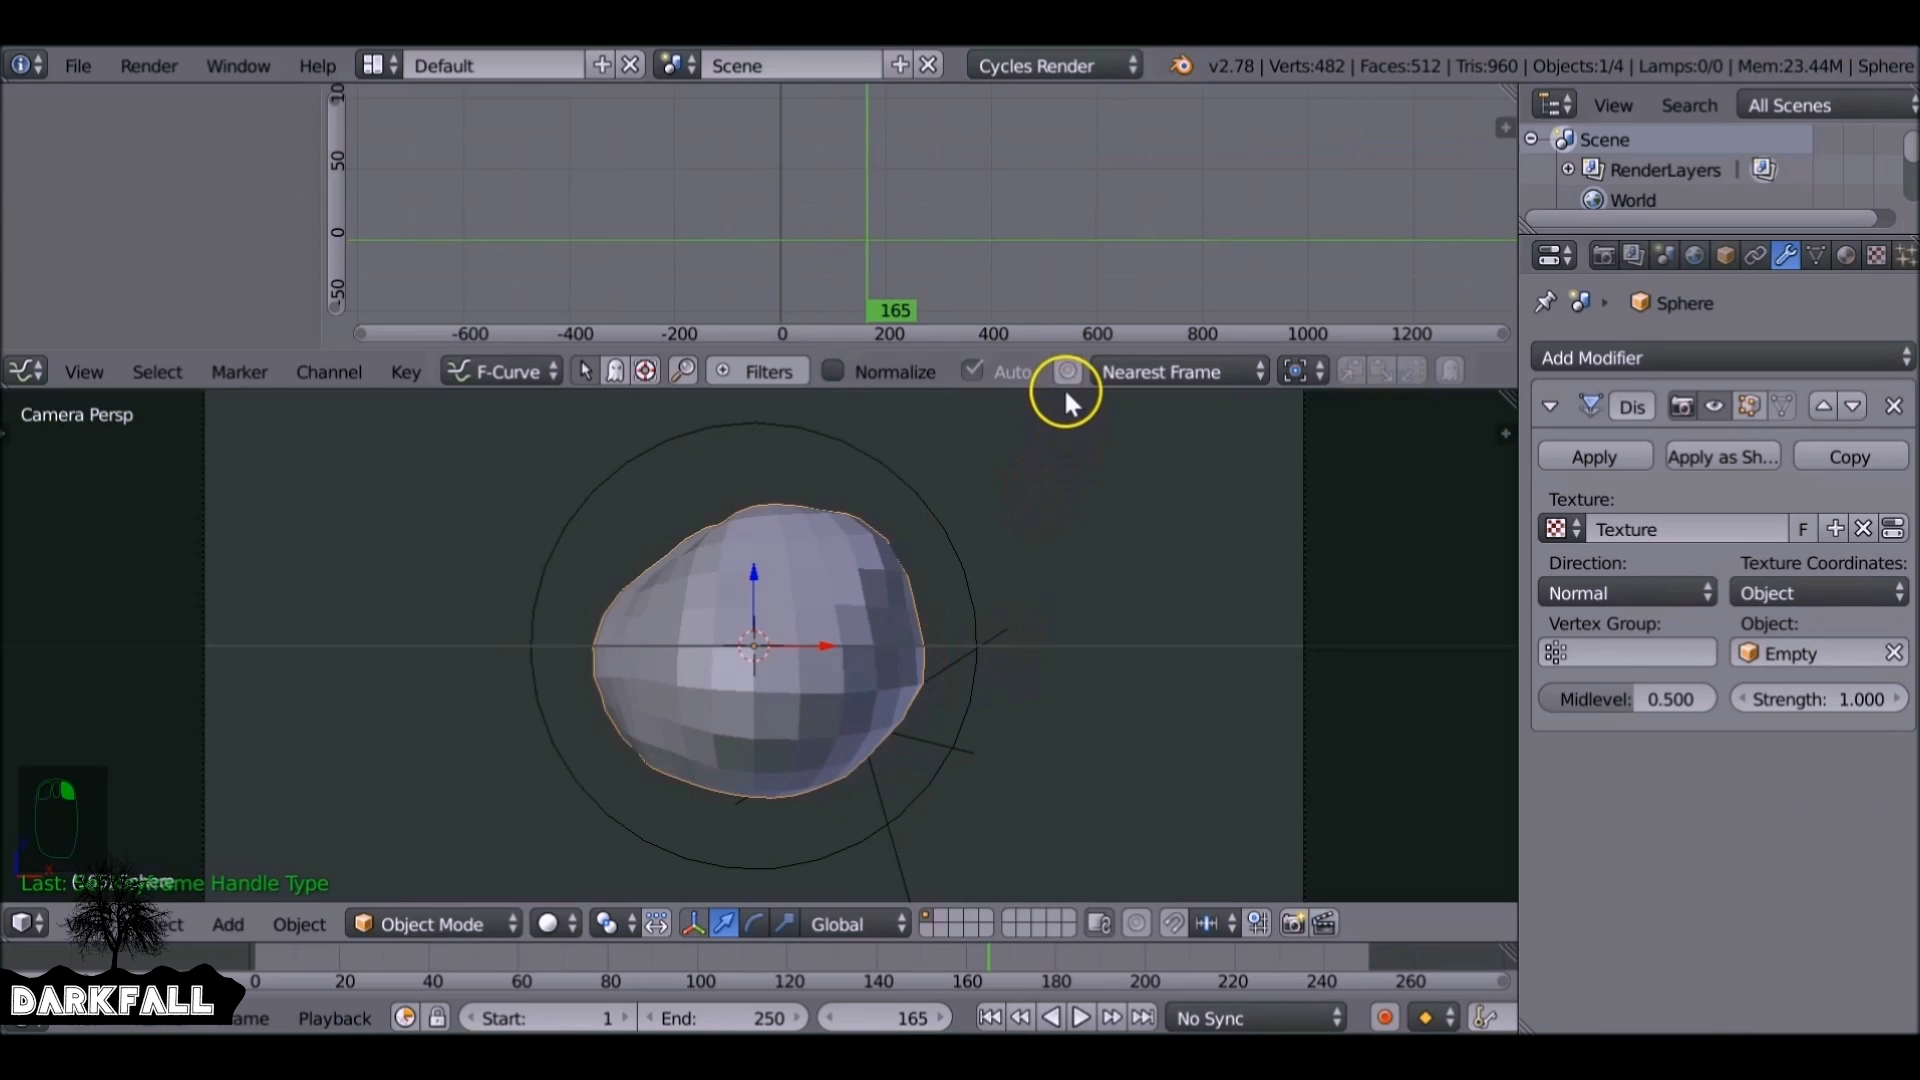 File Render Window Help Default Scene Cycles Render v2.78 | Verts:482 | Faces:512 | Tris:960 | Objects:1/4 | Lamps:0/0 | Mem:23.44M | Sphere
View Search All Scenes
Scene
RenderLayers
World
50
0
-50
165
-600 -400 -200 0 200 400 600 800 1000 1200
View Select Marker Channel Key F-Curve Filters Normalize Auto Nearest Frame
Sphere
Add Modifier
Dis
Apply Apply as Sh... Copy
Texture:
Texture F
Direction: Texture Coordinates:
Normal Object
Vertex Group: Object:
Empty
Midlevel: 0.500 Strength: 1.000
Camera Persp
Last: Handle Type
Add Object Object Mode Global
0 20 40 60 80 100 120 140 160 180 200 220 240 260
DARKFALL
Playback Start: 1 End: 250 165 No Sync